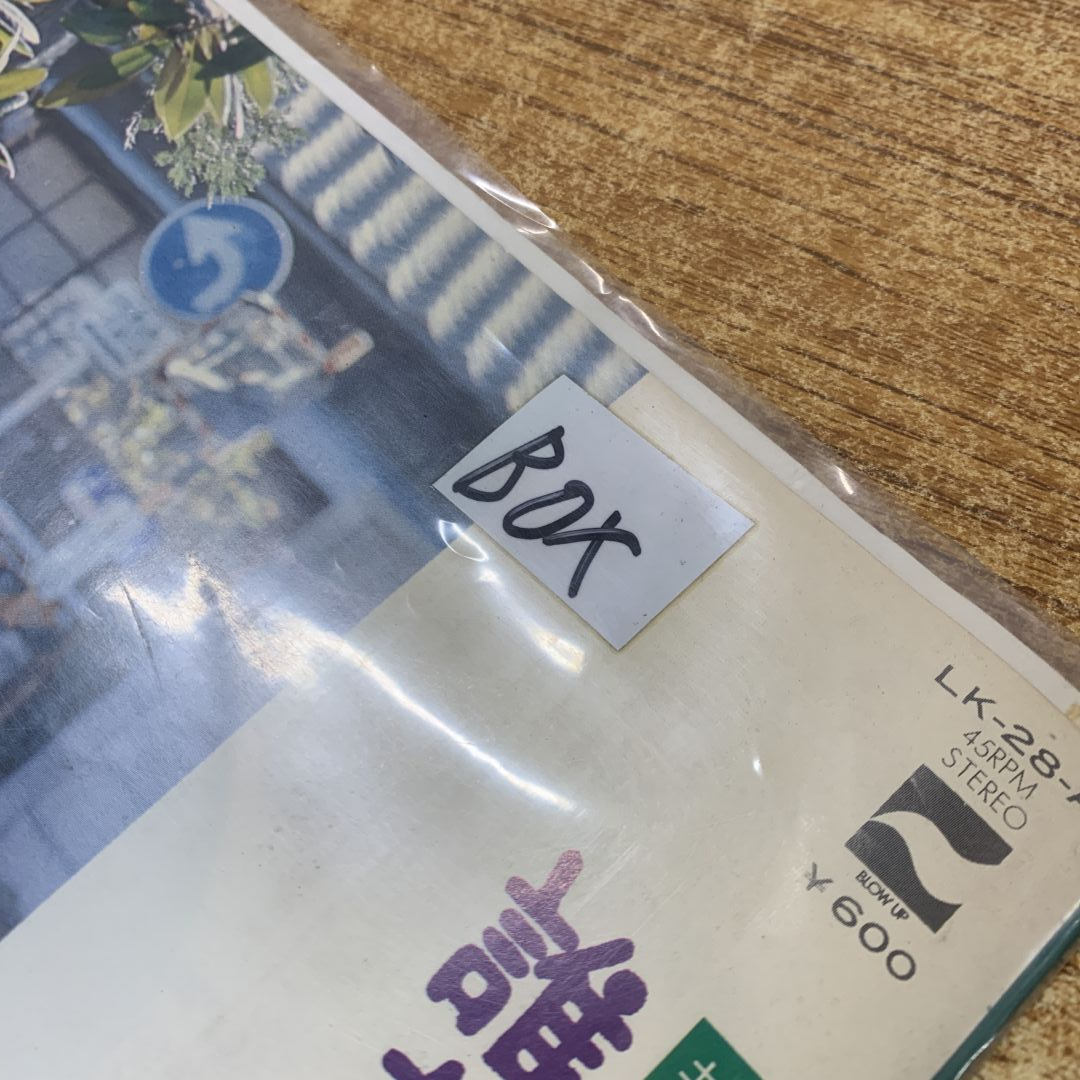 BOX
LK-28-A
45RPM
STEREO
BLOW UP
¥600